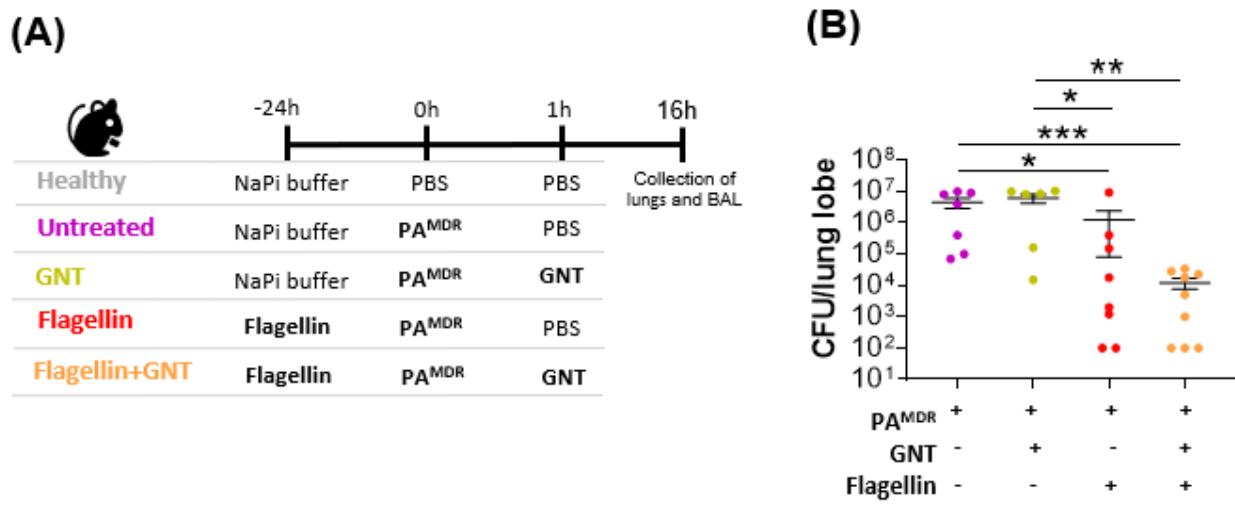 (A)
-24h 0h 1h 16h
Healthy NaPi buffer PBS PBS
Collection of
lungs and BAL
Untreated NaPi buffer PAᴹᴰᴿ PBS
GNT NaPi buffer PAᴹᴰᴿ GNT
Flagellin Flagellin PAᴹᴰᴿ PBS
Flagellin+GNT Flagellin PAᴹᴰᴿ GNT
(B)
**
*
***
*
CFU/lung lobe
10⁸
10⁷
10⁶
10⁵
10⁴
10³
10²
10¹
PAᴹᴰᴿ + + + +
GNT - + - +
Flagellin - - + +